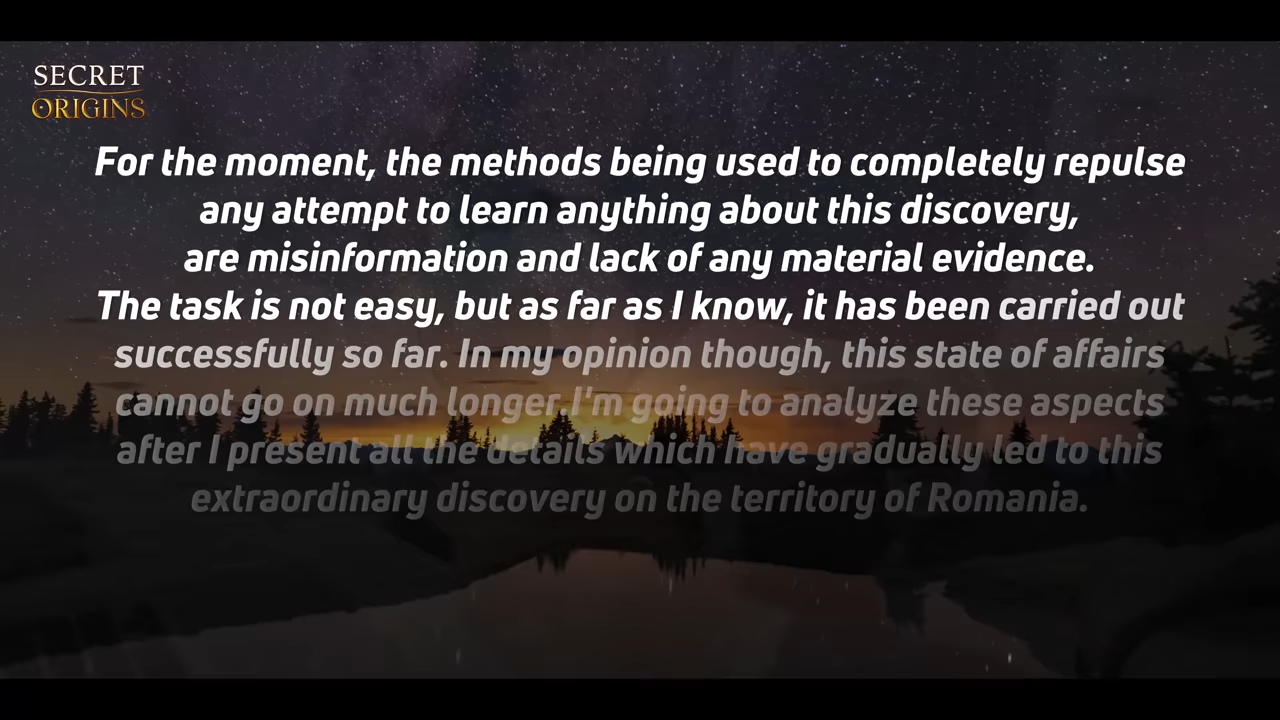 SECRET
ORIGINS
For the moment, the methods being used to completely repulse
any attempt to learn anything about this discovery,
are misinformation and lack of any material evidence.
The task is not easy, but as far as I know, it has been carried out
successfully so far. In my opinion though, this state of affairs
cannot go on much longer I'm going to analyze these aspects
after I present all the details which have gradually led to this
extraordinary discovery on the territory of Romania.